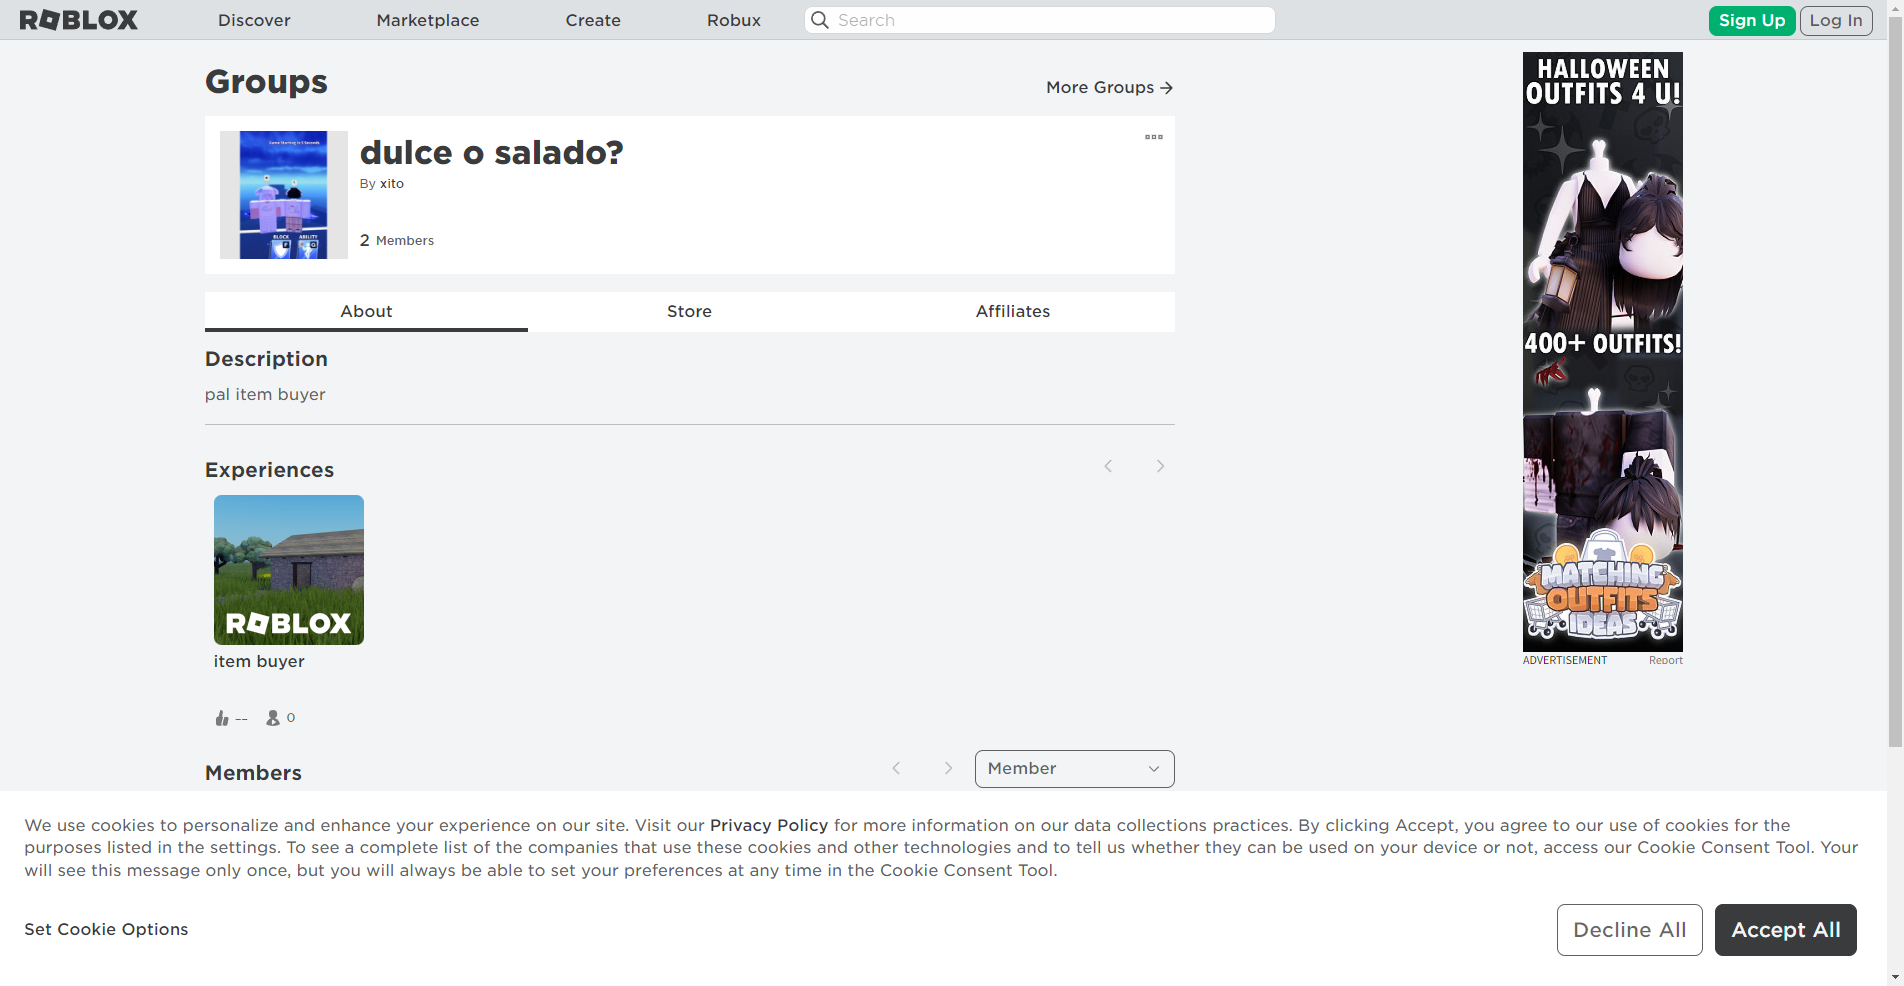 ROBLOX
Discover
Marketplace
Create
Robux
Search
Sign Up
Log In
Groups
More Groups
dulce o salado?
By xito
2 Members
BLOCK
ABILITY
About
Store
Affiliates
Description
pal item buyer
Experiences
ROBLOX
item buyer
--
0
Members
Member
HALLOWEEN
OUTFITS 4 U!
400+ OUTFITS!
MATCHING
OUTFITS
IDEAS
ADVERTISEMENT
Report
We use cookies to personalize and enhance your experience on our site. Visit our Privacy Policy for more information on our data collections practices. By clicking Accept, you agree to our use of cookies for the
purposes listed in the settings. To see a complete list of the companies that use these cookies and other technologies and to tell us whether they can be used on your device or not, access our Cookie Consent Tool. Your
will see this message only once, but you will always be able to set your preferences at any time in the Cookie Consent Tool.
Set Cookie Options
Decline All
Accept All